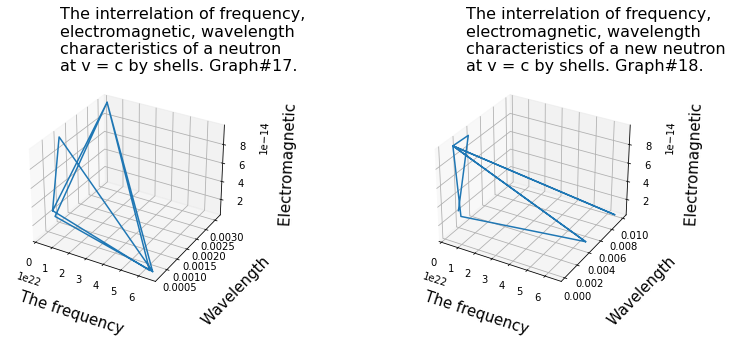 The interrelation of frequency,
electromagnetic, wavelength
characteristics of a neutron
at v = c by shells. Graph#17.
1e−14
8
6
4
2
Electromagnetic
0.0030
0.0025
0.0020
0.0015
0.0010
0.0005
Wavelength
0
1
2
3
4
5
6
1e22
The frequency
The interrelation of frequency,
electromagnetic, wavelength
characteristics of a new neutron
at v = c by shells. Graph#18.
1e−14
8
6
4
2
Electromagnetic
0.010
0.008
0.006
0.004
0.002
0.000
Wavelength
0
1
2
3
4
5
6
1e22
The frequency